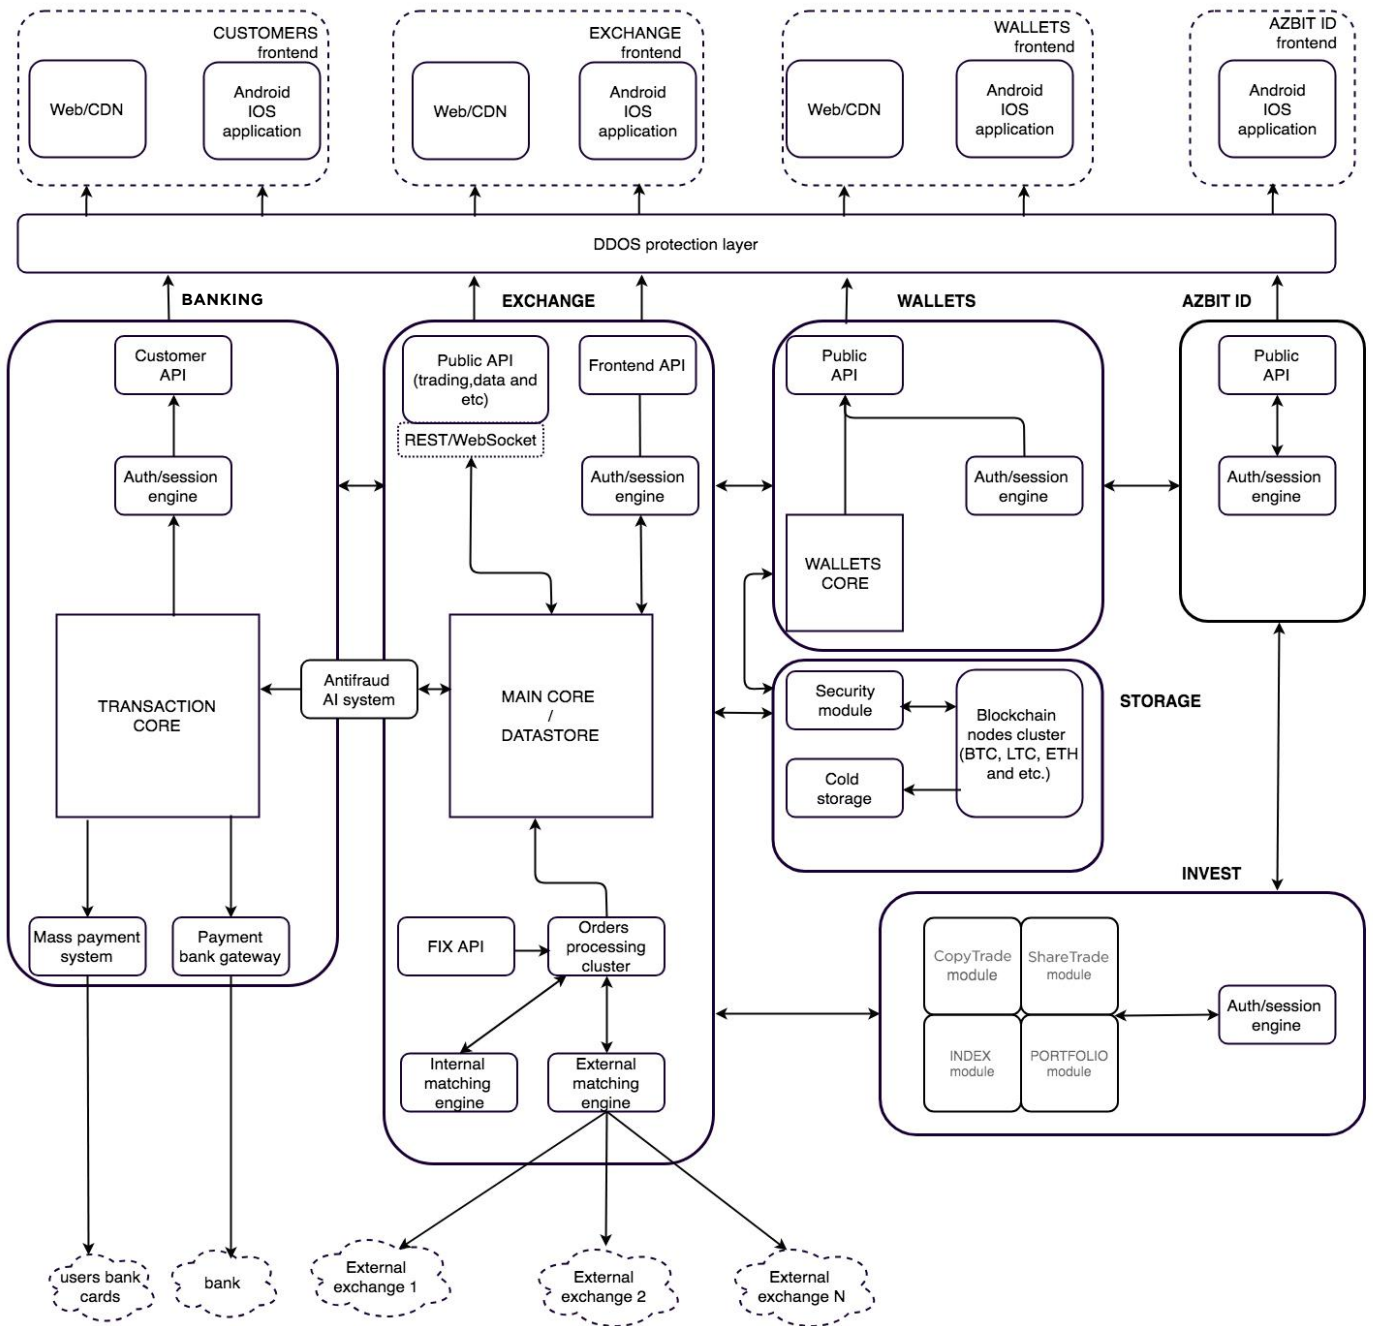 CUSTOMERS
frontend
Web/CDN
Android
IOS
application
EXCHANGE
frontend
Web/CDN
Android
IOS
application
WALLETS
frontend
Web/CDN
Android
IOS
application
AZBIT ID
frontend
Android
IOS
application
DDOS protection layer
BANKING
Customer
API
Auth/session
engine
TRANSACTION
CORE
Antifraud
AI system
Mass payment
system
Payment
bank gateway
users bank
cards
bank
EXCHANGE
Public API
(trading,data and
etc)
REST/WebSocket
Frontend API
Auth/session
engine
MAIN CORE
/
DATASTORE
FIX API
Orders
processing
cluster
Internal
matching
engine
External
matching
engine
External
exchange 1
External
exchange 2
External
exchange N
WALLETS
Public
API
Auth/session
engine
WALLETS
CORE
STORAGE
Security
module
Blockchain
nodes cluster
(BTC, LTC, ETH
and etc.)
Cold
storage
AZBIT ID
Public
API
Auth/session
engine
INVEST
CopyTrade
module
ShareTrade
module
INDEX
module
PORTFOLIO
module
Auth/session
engine